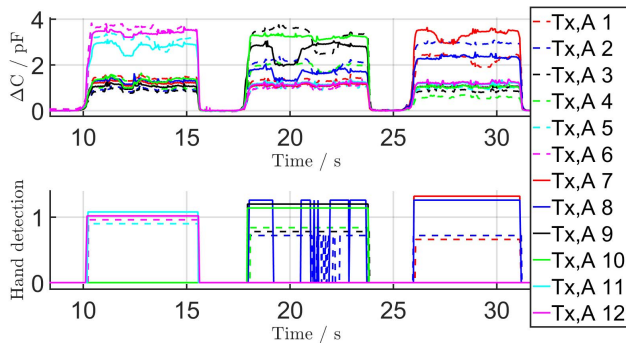 4
2
0
ΔC / pF
10 15 20 25 30
Time / s
1
0
Hand detection
10 15 20 25 30
Time / s
Tx,A 1
Tx,A 2
Tx,A 3
Tx,A 4
Tx,A 5
Tx,A 6
Tx,A 7
Tx,A 8
Tx,A 9
Tx,A 10
Tx,A 11
Tx,A 12